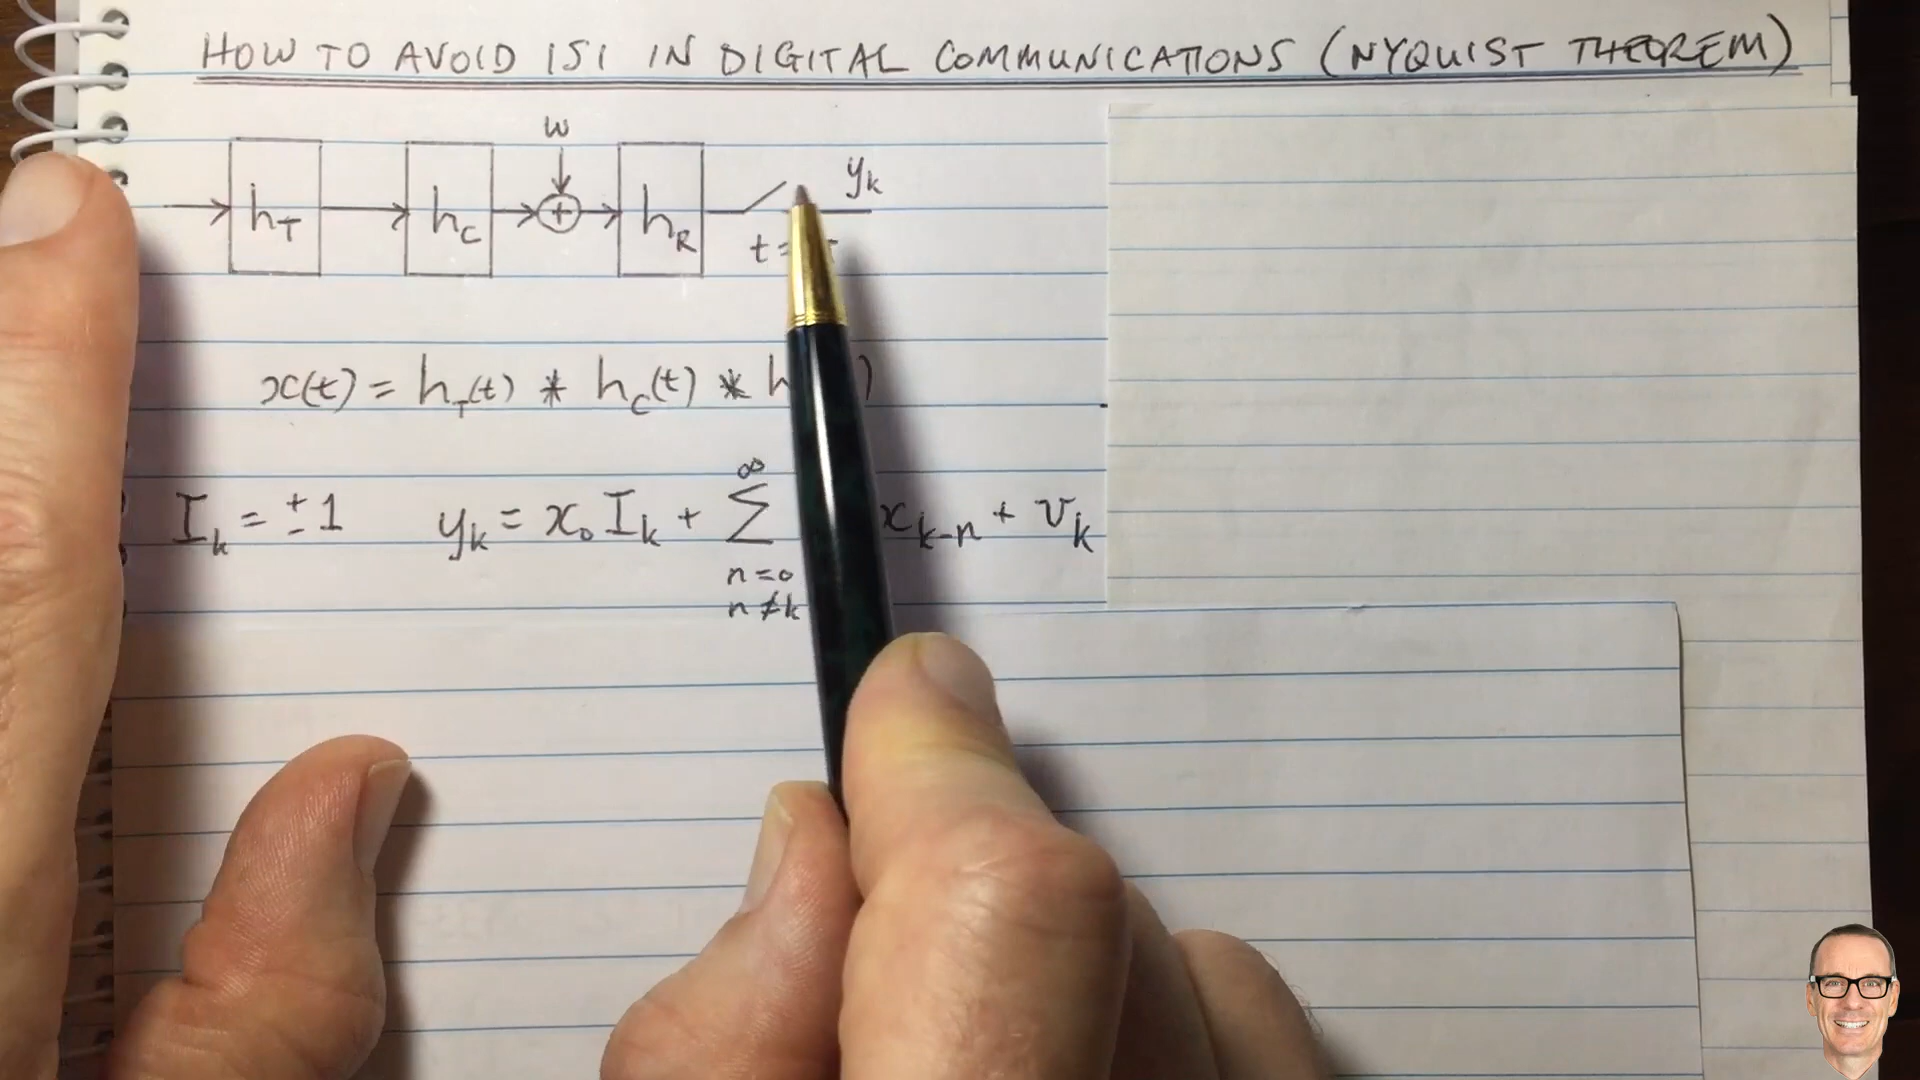 HOW TO AVOID ISI IN DIGITAL COMMUNICATIONS (NYQUIST THEOREM)
w
h_T h_C + h_R y_k
t =
x(t) = h_T(t) * h_C(t) * h )
I_k = ±1 y_k = x_0 I_k + ∑ x_{k-n} + v_k
∞
n=0
n≠k